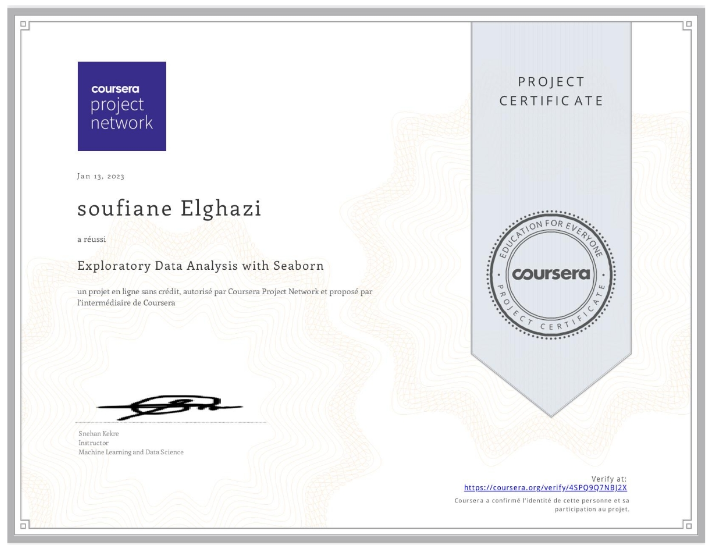 PROJECT
CERTIFICATE
coursera
project
network
Jan 13, 2023
soufiane Elghazi
a réussi
Exploratory Data Analysis with Seaborn
un projet en ligne sans crédit, autorisé par Coursera Project Network et proposé par
l'intermédiaire de Coursera
EDUCATION FOR EVERYONE
coursera
PROJECT CERTIFICATE
Snehan Kekre
Instructor
Machine Learning and Data Science
Verify at:
https://coursera.org/verify/4SPQ9Q7NBJ2X
Coursera a confirmé l'identité de cette personne et sa
participation au projet.